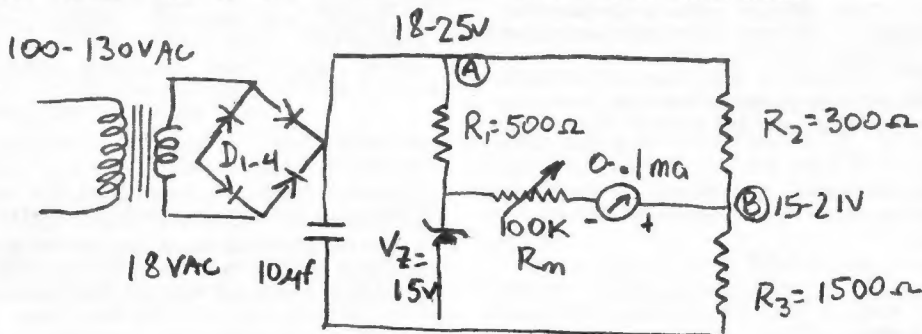 18-25V
100-130VAC
A
R1=500Ω
R2=300Ω
D1-4
0-.1ma
B 15-21V
- +
100K
Rm
VZ=
15V
18VAC
10µf
R3=1500Ω